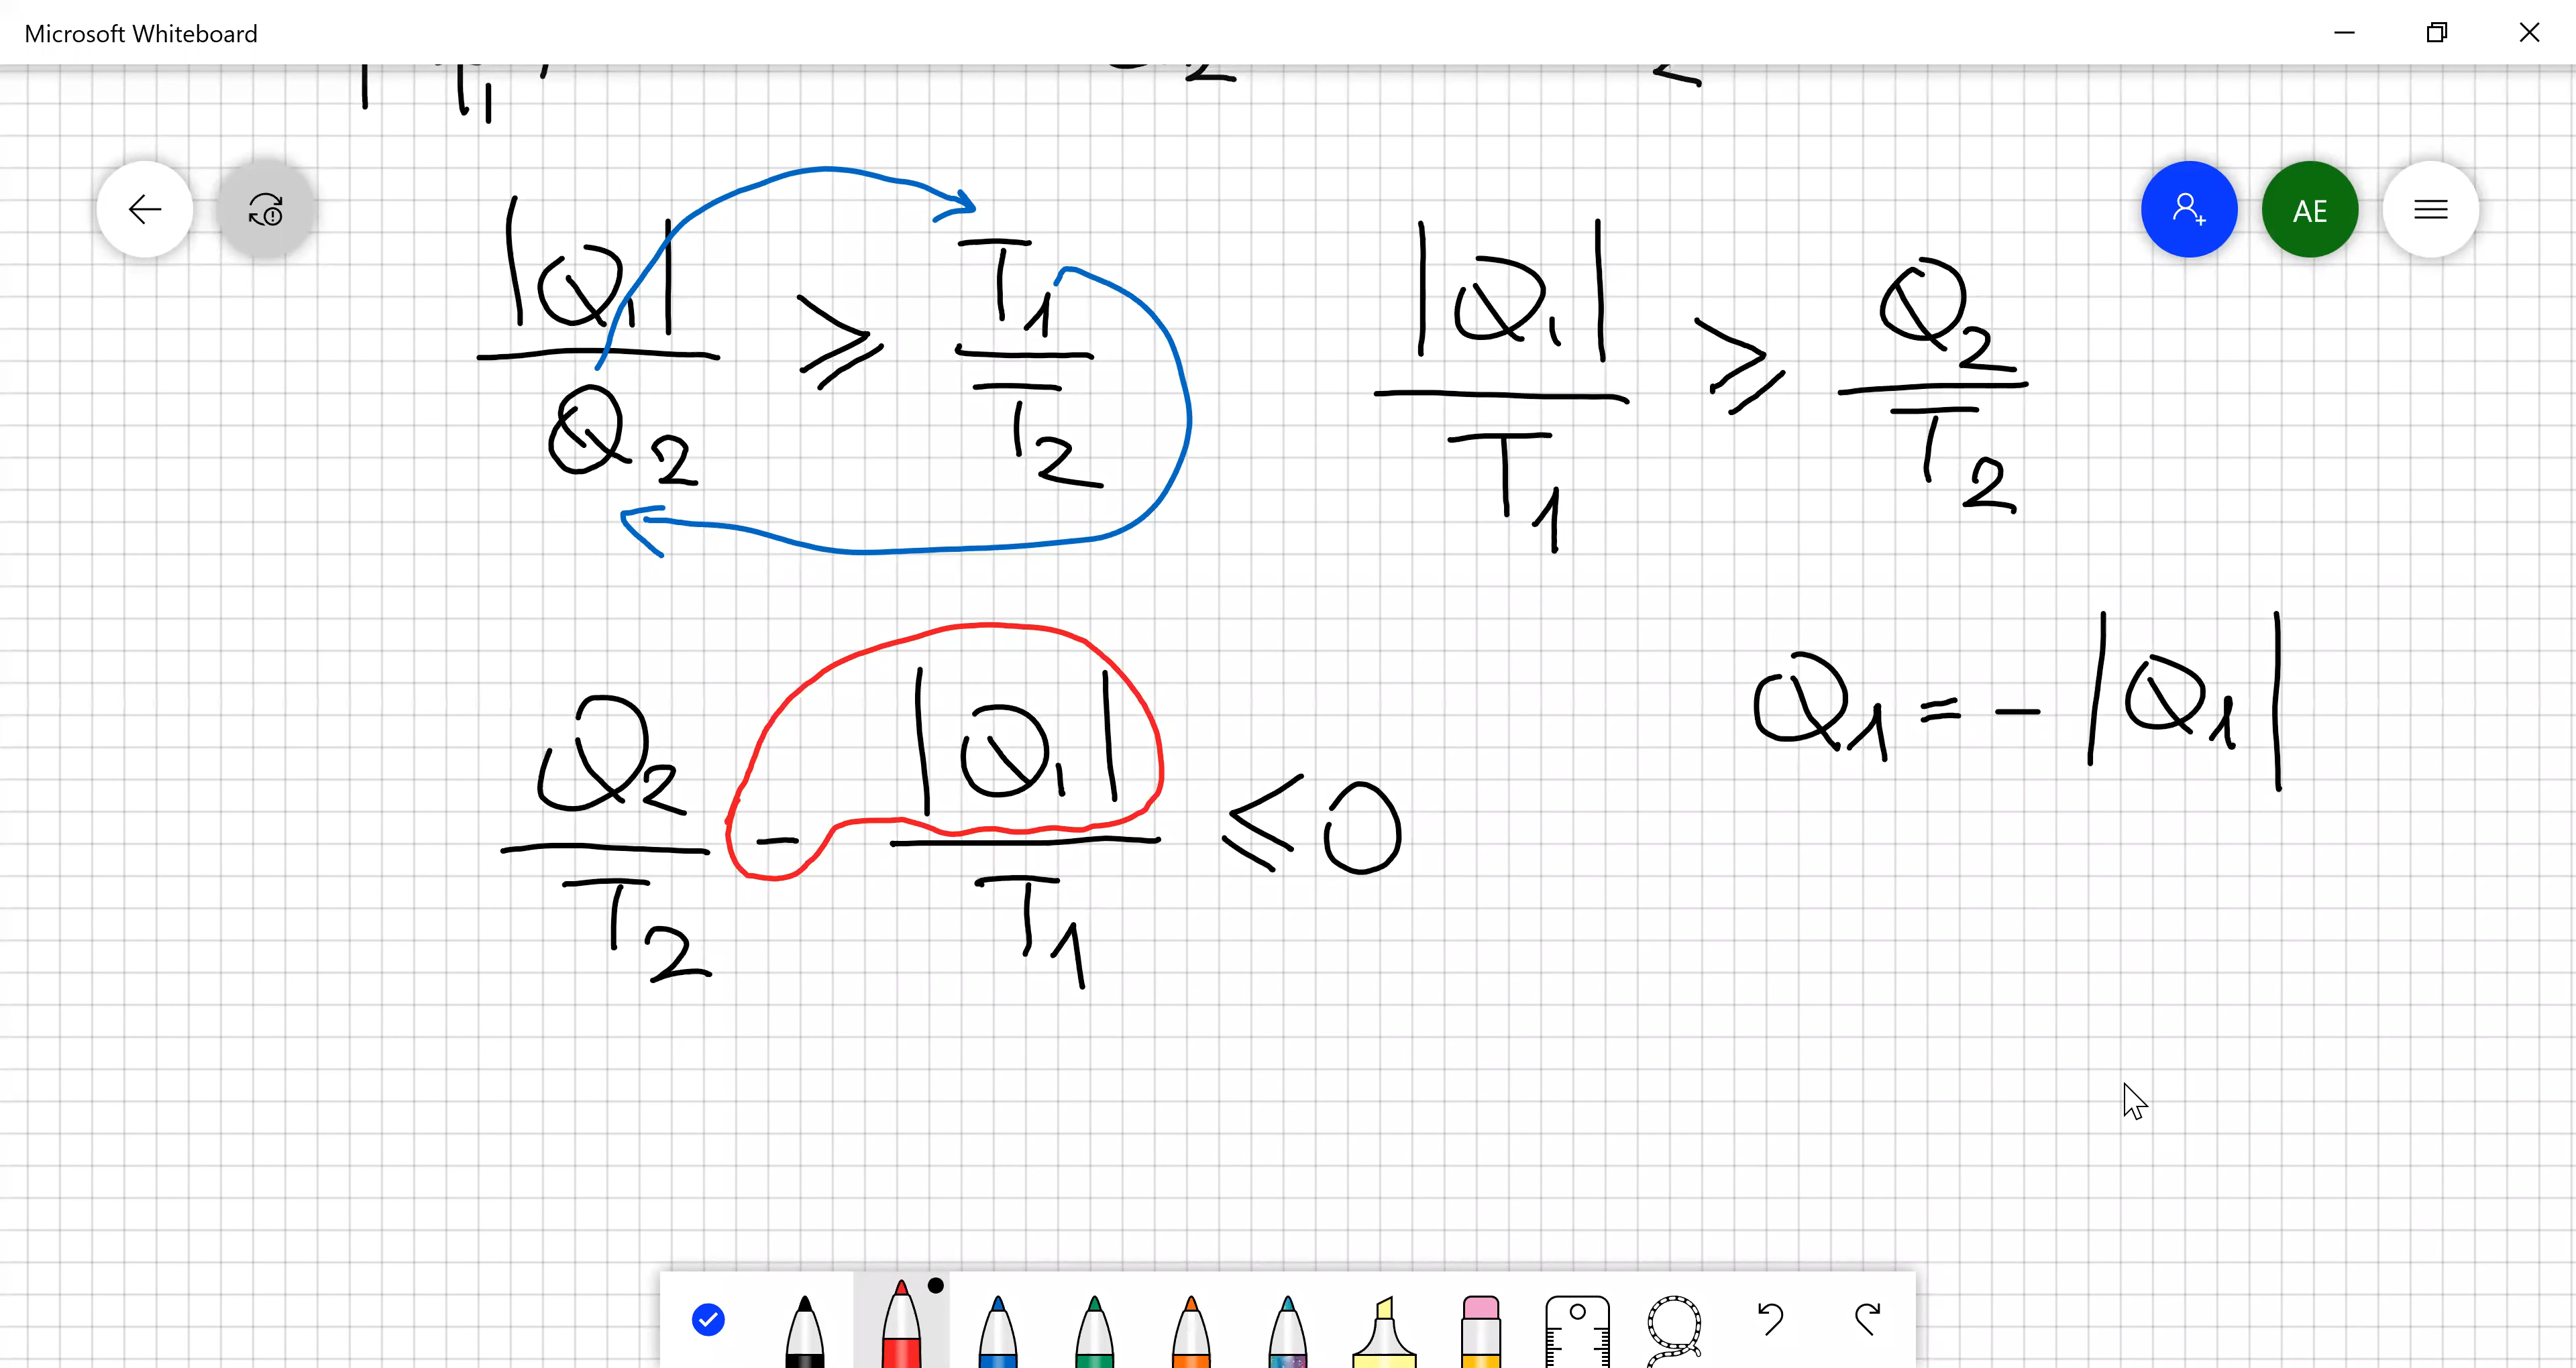 Microsoft Whiteboard
AE
|Q₁| / Q₂ ⩾ T₁ / T₂
|Q₁| / T₁ ⩾ Q₂ / T₂
Q₂ / T₂ - |Q₁| / T₁ ⩽ 0
Q₁ = - |Q₁|